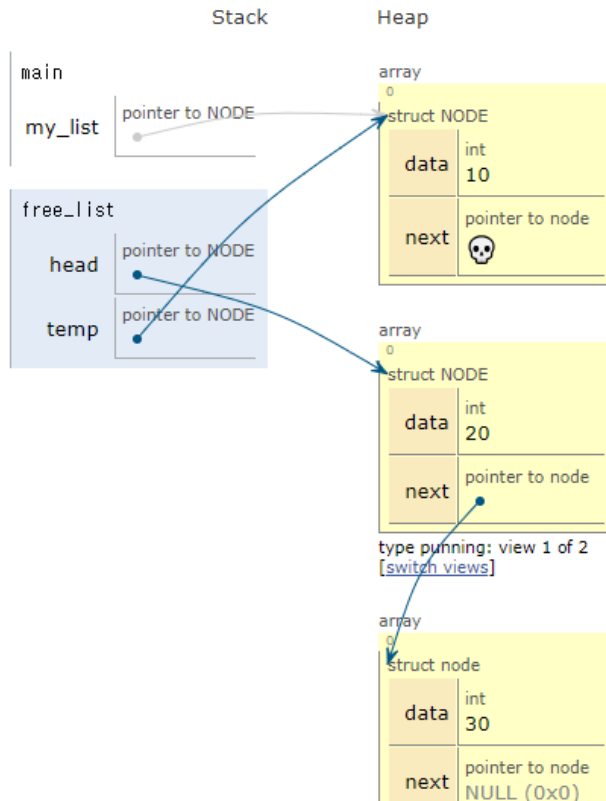 Stack
Heap
main
my_list
pointer to NODE
free_list
head
pointer to NODE
temp
pointer to NODE
array
0
struct NODE
data
int
10
next
pointer to node
array
0
struct NODE
data
int
20
next
pointer to node
type punning: view 1 of 2
[switch views]
array
0
struct node
data
int
30
next
pointer to node
NULL (0x0)